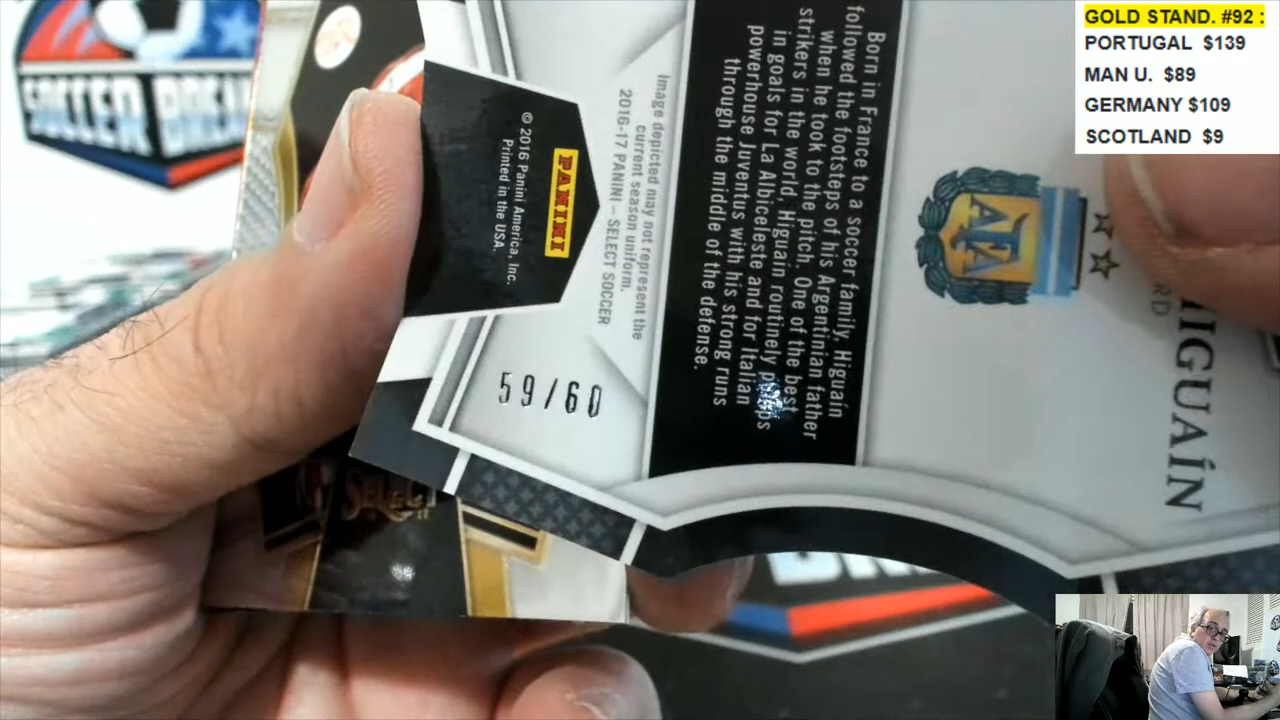 GOLD STAND. #92 :
PORTUGAL $139
MAN U. $89
GERMANY $109
SCOTLAND $9
SOCCER BREAK
HIGUAÍN
AFA
Born in France to a soccer family, Higuaín
followed the footsteps of his Argentinian father
when he took to the pitch. One of the best
strikers in the world, Higuaín routinely
in goals for La Albiceleste and for Italian
powerhouse Juventus with his strong runs
through the middle of the defense.
Image depicted may not represent the
current season uniform.
2016-17 PANINI – SELECT SOCCER
PANINI
© 2016 Panini America, Inc.
Printed in the USA.
59/60
SELECT